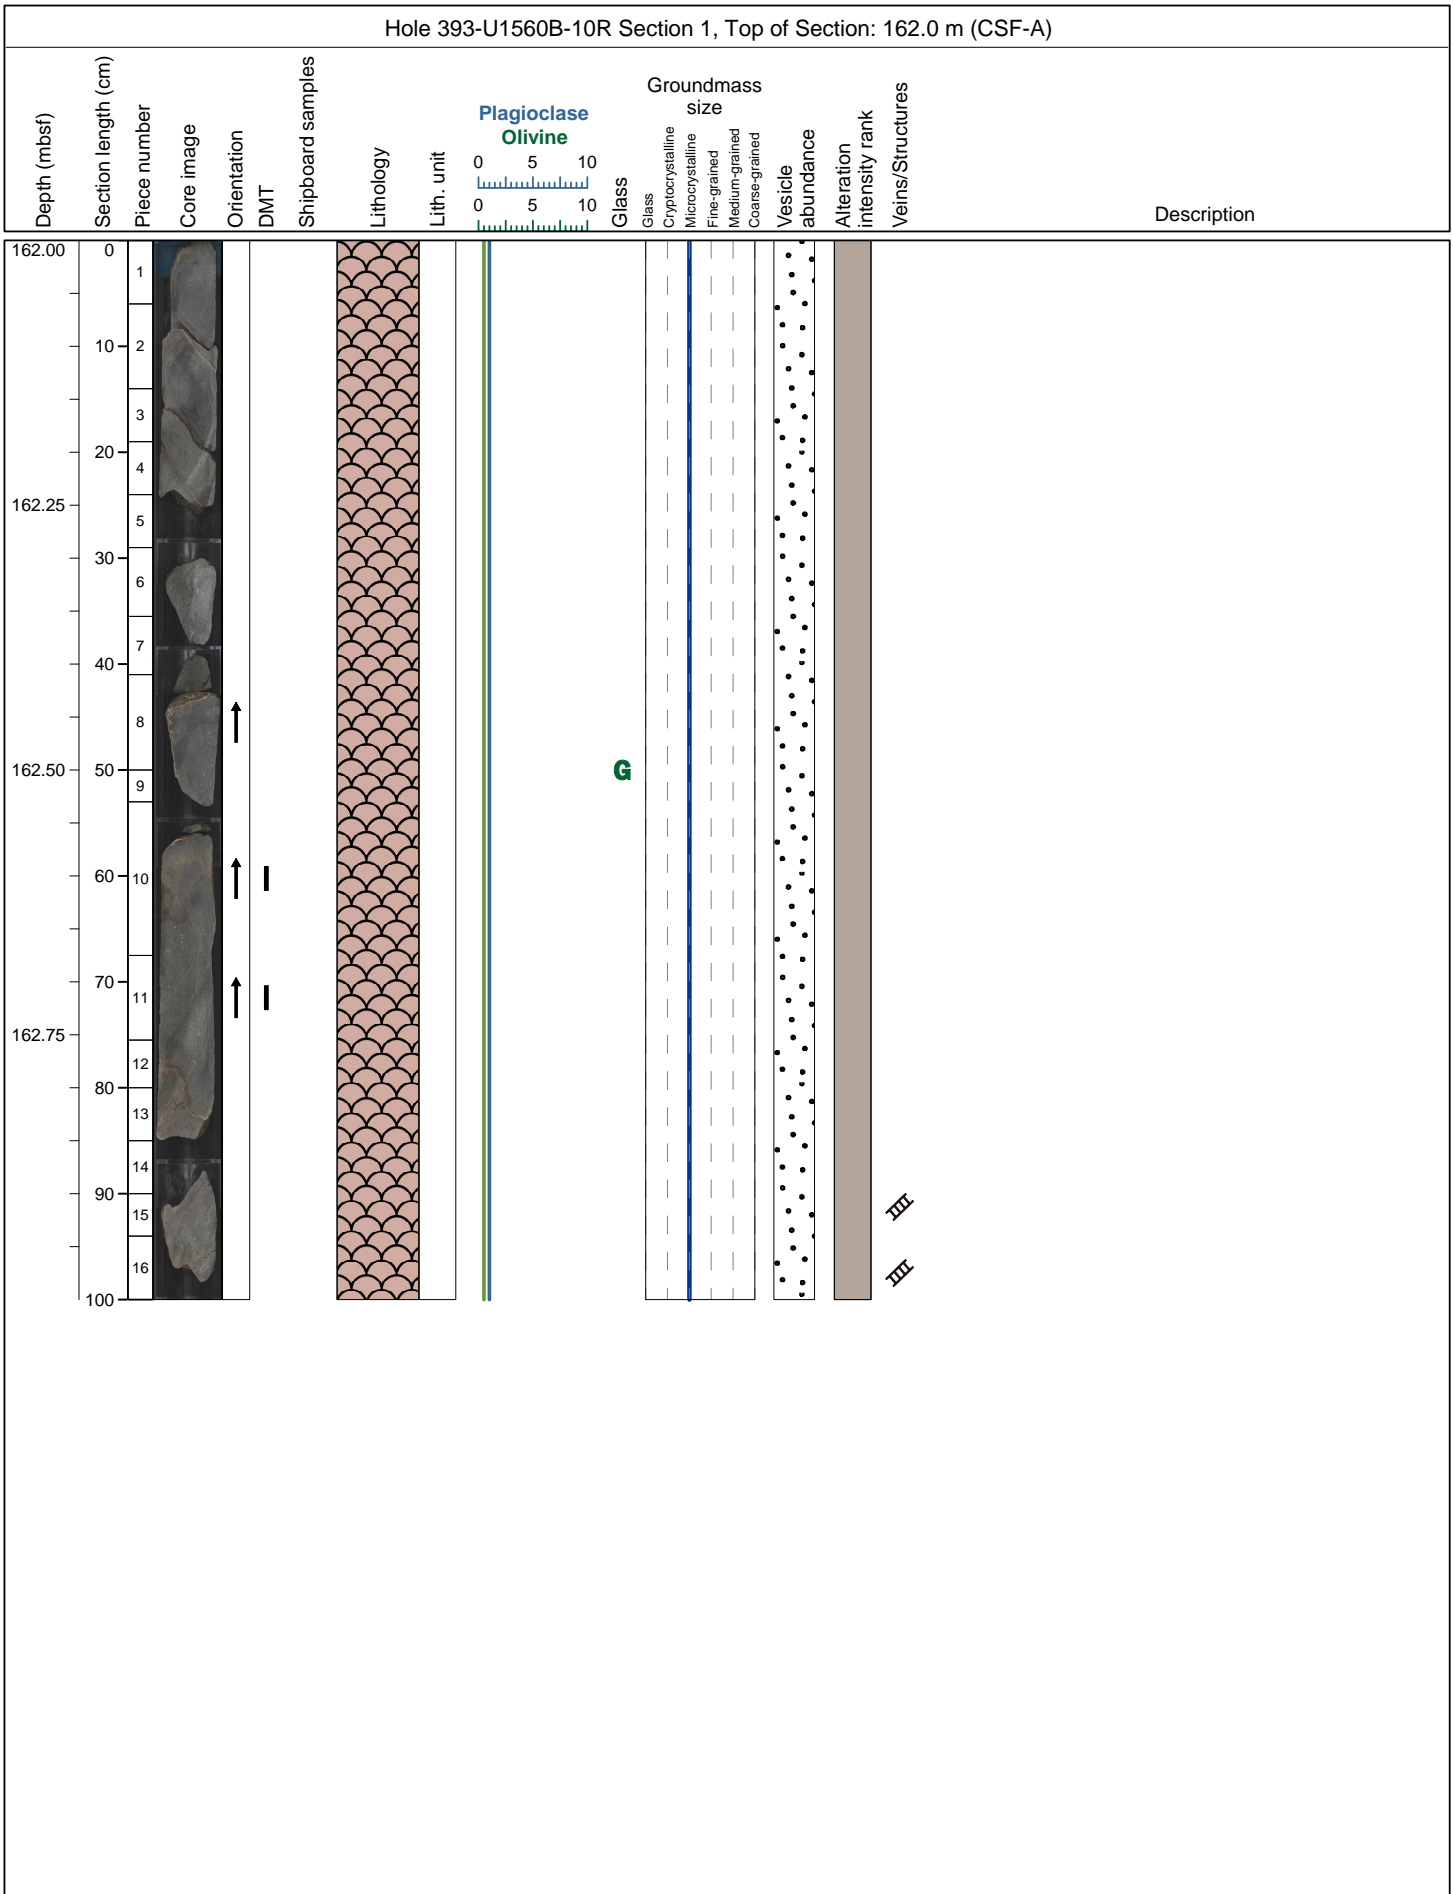 Hole 393-U1560B-10R Section 1, Top of Section: 162.0 m (CSF-A)
Depth (mbsf)
Section length (cm)
Piece number
Core image
Orientation
DMT
Shipboard samples
Lithology
Lith. unit
Plagioclase
Olivine
0 5 10
0 5 10
Glass
Groundmass
size
Glass
Cryptocrystalline
Microcrystalline
Fine-grained
Medium-grained
Coarse-grained
Vesicle
abundance
Alteration
intensity rank
Veins/Structures
Description
162.00
162.25
162.50
162.75
0
10
20
30
40
50
60
70
80
90
100
1
2
3
4
5
6
7
8
9
10
11
12
13
14
15
16
G